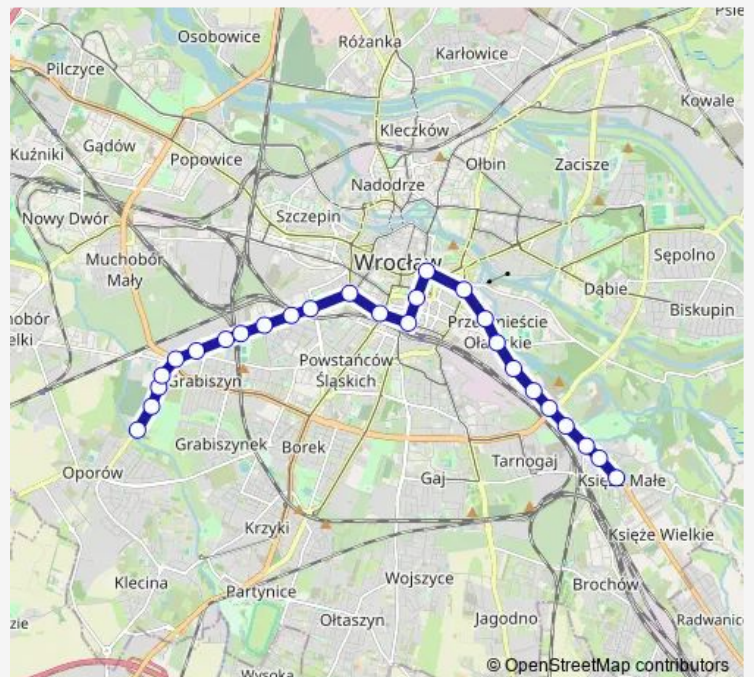 Psie
Osobowice
Różanka
Karłowice
Pilczyce
Kowale
Kleczków
Kuźniki
Gądów
Popowice
Ołbin
Zacisze
Nadodrze
Nowy Dwór
Szczepin
Wrocław
Sępolno
Muchobór
Mały
Dąbie
Biskupin
Przedmieście
Oławskie
elki
Powstańców
Śląskich
Grabiszyn
Grabiszynek
Borek
Oporów
Tarnogaj
Gaj
Księże Małe
Krzyki
Księże Wielkie
Klecina
Partynice
Wojszyce
Brochów
Ołtaszyn
Jagodno
Radwanic
zie
Wysoka
© OpenStreetMap contributors